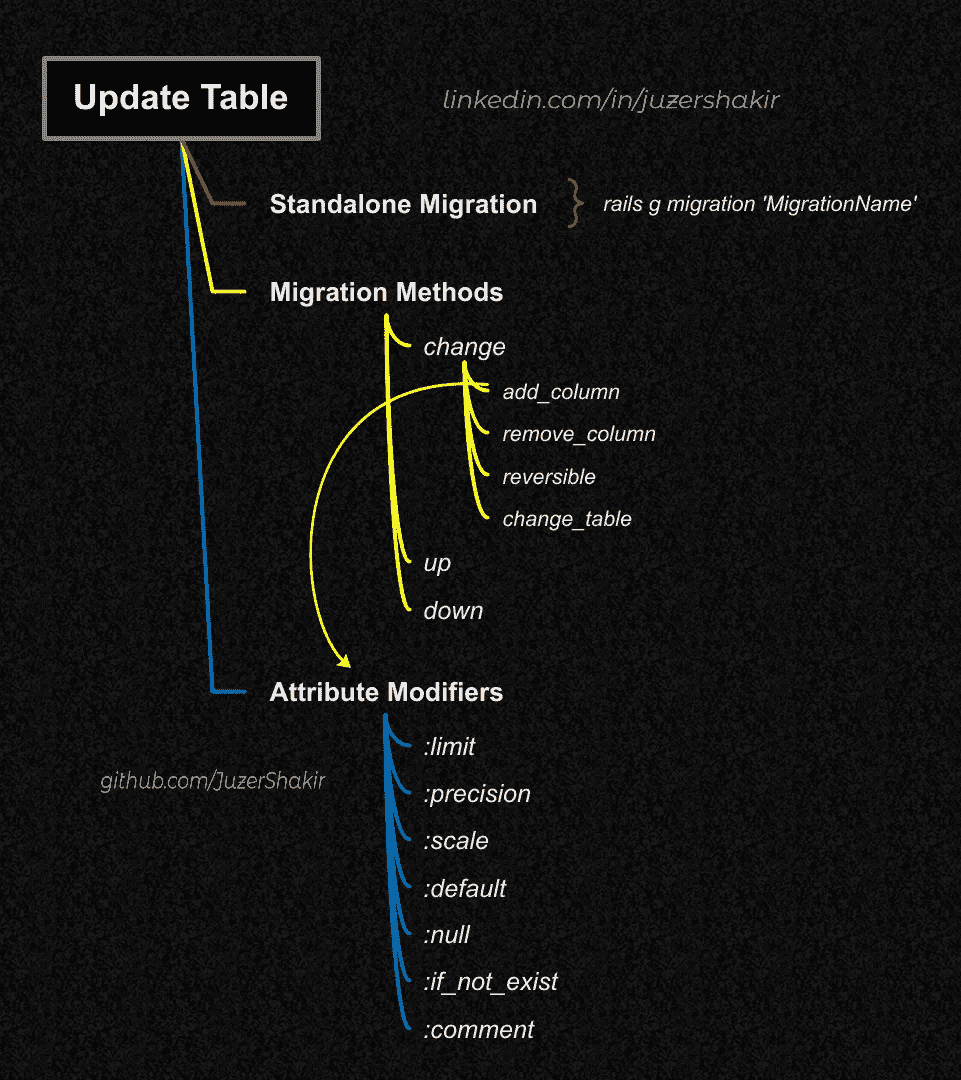 Update Table
linkedin.com/in/juzershakir
Standalone Migration
rails g migration 'MigrationName'
Migration Methods
change
add_column
remove_column
reversible
change_table
up
down
Attribute Modifiers
:limit
github.com/JuzerShakir
:precision
:scale
:default
:null
:if_not_exist
:comment